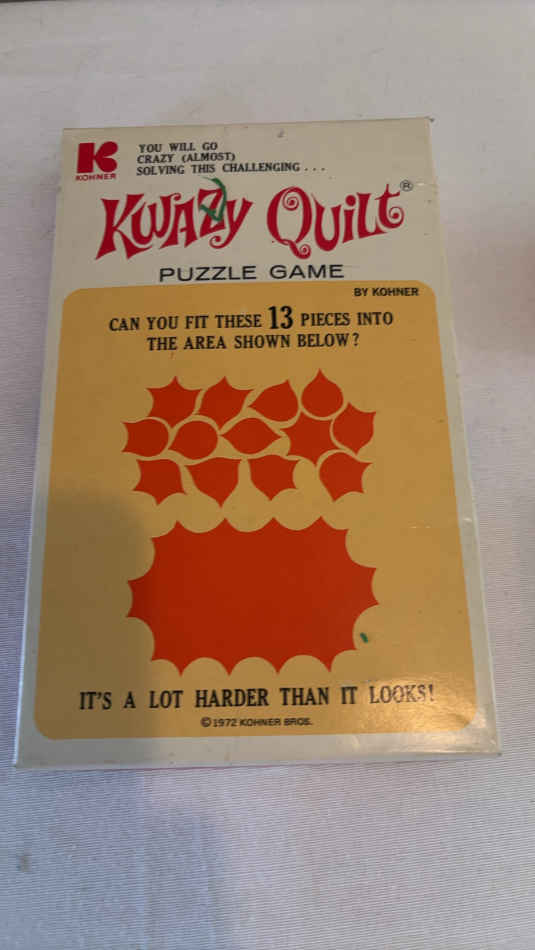 K
KOHNER
YOU WILL GO
CRAZY (ALMOST)
SOLVING THIS CHALLENGING . . .
KWAZY QUILT®
PUZZLE GAME
BY KOHNER
CAN YOU FIT THESE 13 PIECES INTO
THE AREA SHOWN BELOW?
IT'S A LOT HARDER THAN IT LOOKS!
©1972 KOHNER BROS.